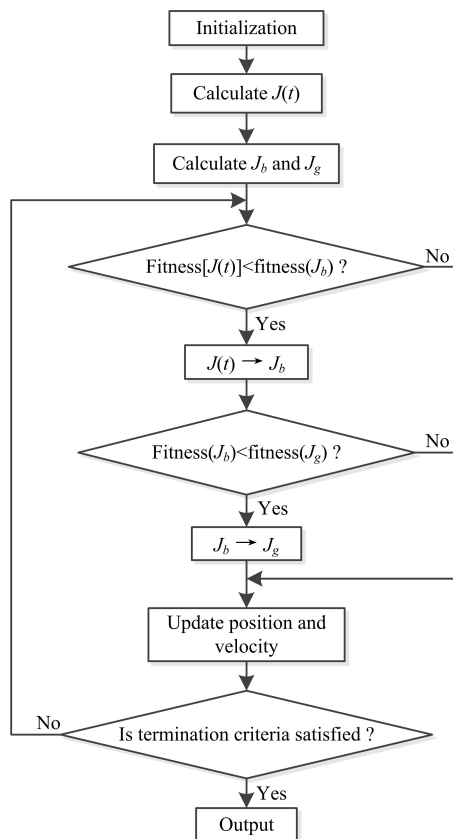 Initialization
Calculate J(t)
Calculate J_b and J_g
Fitness[J(t)]<fitness(J_b) ?
No
Yes
J(t) → J_b
Fitness(J_b)<fitness(J_g) ?
No
Yes
J_b → J_g
Update position and
velocity
No
Is termination criteria satisfied ?
Yes
Output